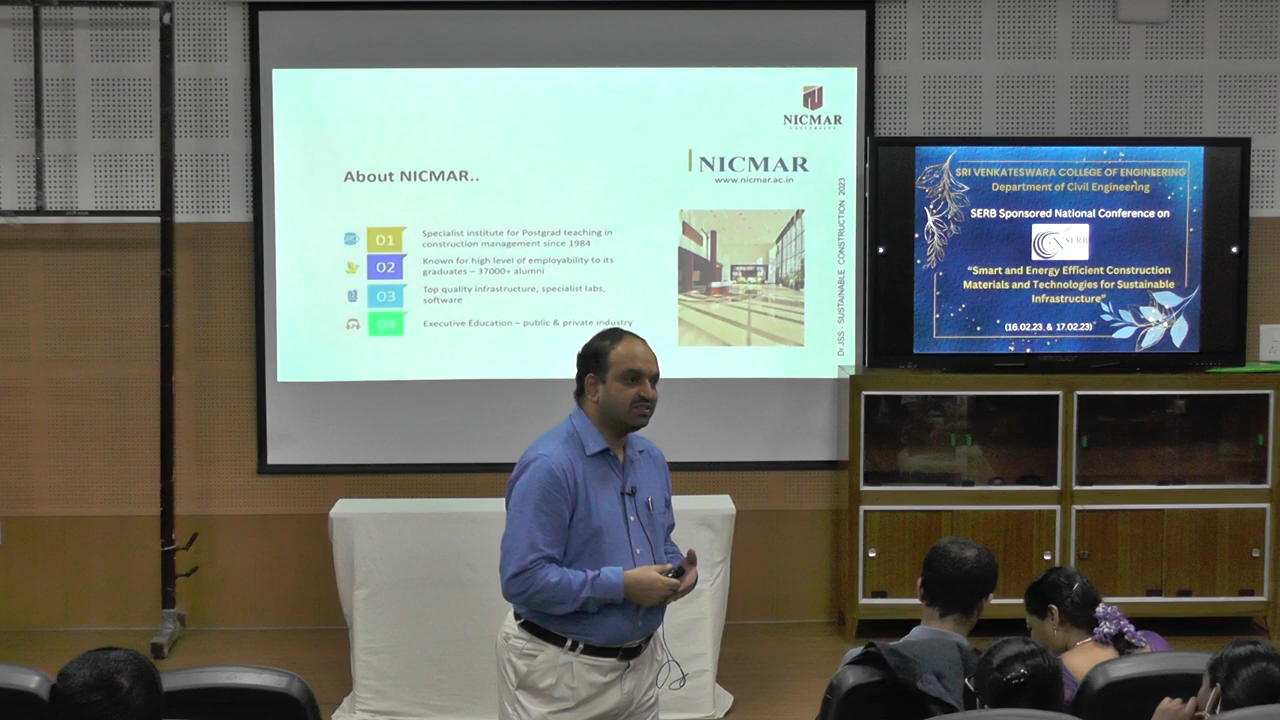 NICMAR
UNIVERSITY
NICMAR
www.nicmar.ac.in
About NICMAR..
01
Specialist institute for Postgrad teaching in
construction management since 1984
02
Known for high level of employability to its
graduates – 37000+ alumni
03
Top quality infrastructure, specialist labs,
software
04
Executive Education – public & private industry
Dr.JSS - SUSTAINABLE CONSTRUCTION 2023
SRI VENKATESWARA COLLEGE OF ENGINEERING
Department of Civil Engineering
SERB Sponsored National Conference on
SERB
"Smart and Energy Efficient Construction
Materials and Technologies for Sustainable
Infrastructure"
(16.02.23 & 17.02.23)